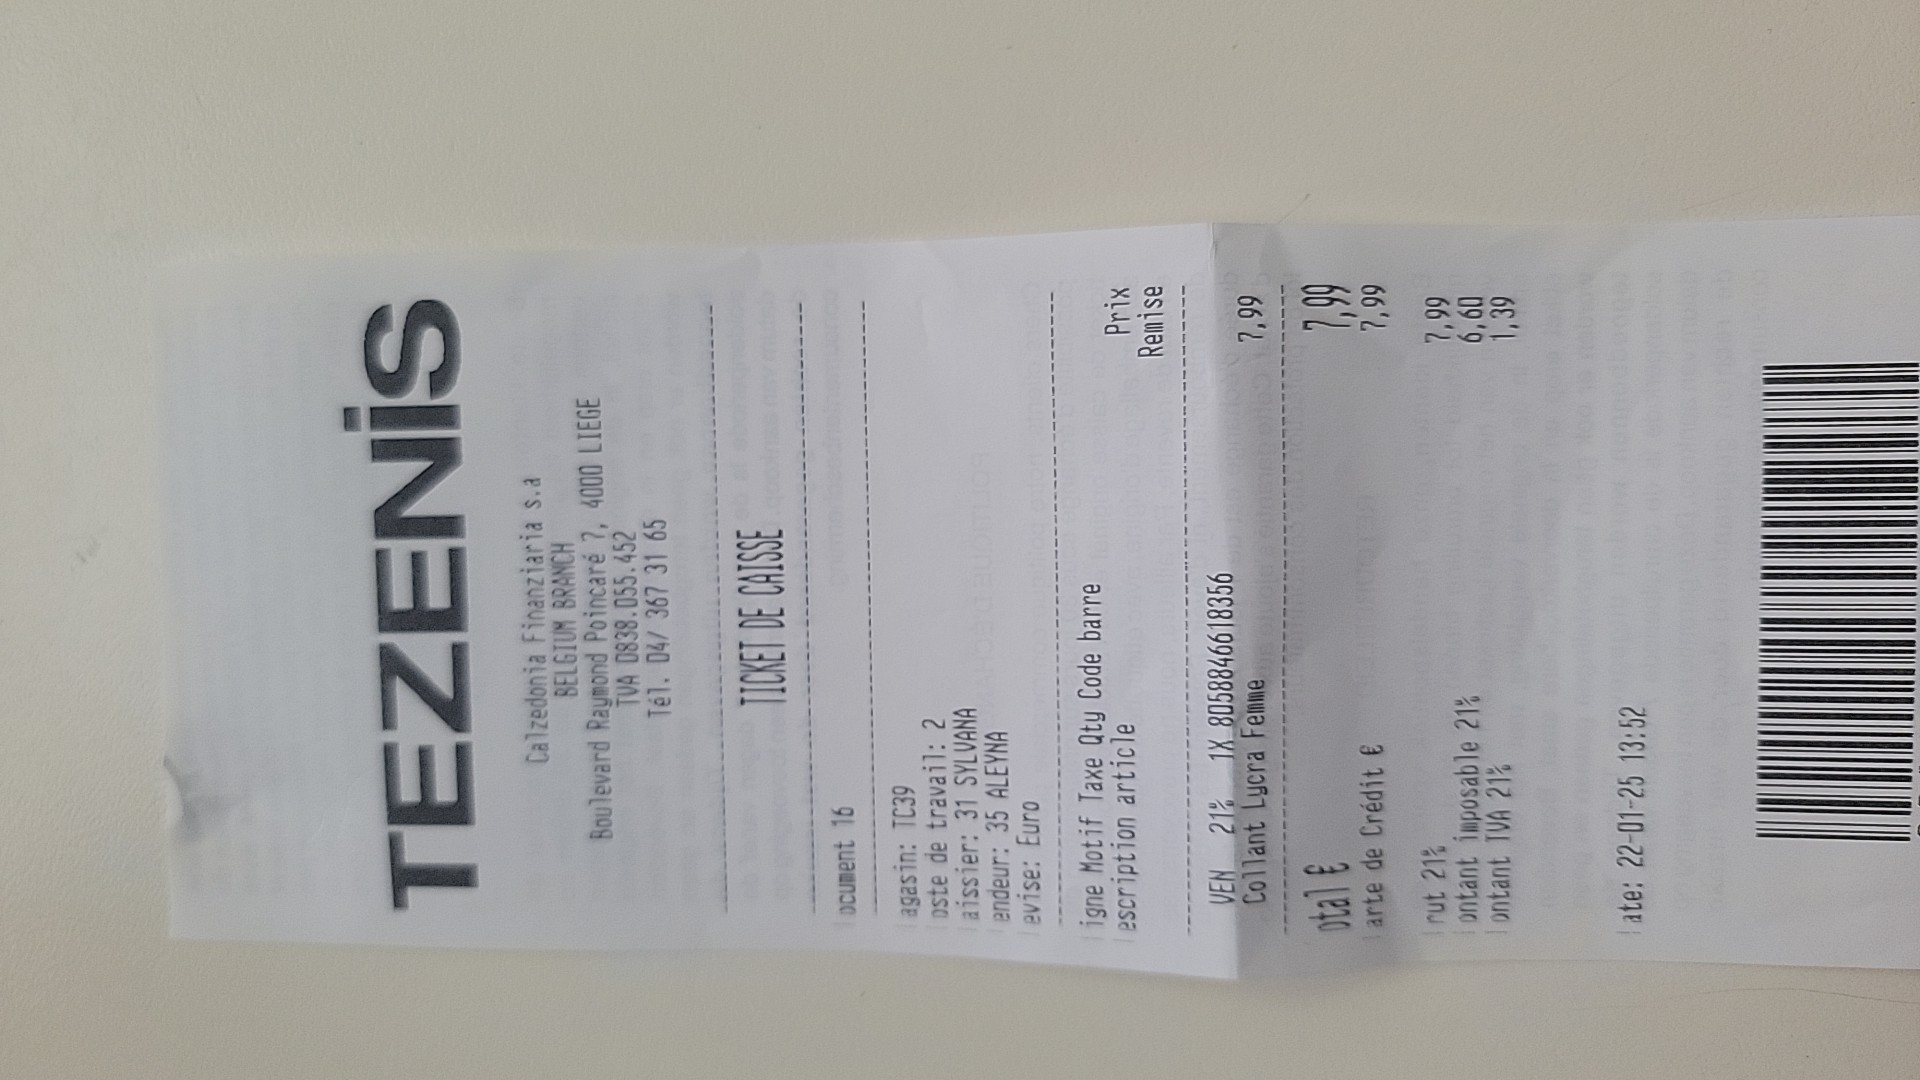 TEZENiS
Calzedonia Finanziaria s.a
BELGIUM BRANCH
Boulevard Raymond Poincaré 7, 4000 LIEGE
TVA 0838.055.452
Tél. 04/ 367 31 65
TICKET DE CAISSE
ocument 16
agasin: TC39
oste de travail: 2
aissier: 31 SYLVANA
endeur: 35 ALEYNA
evise: Euro
igne Motif Taxe Qty Code barre Prix
escription article Remise
VEN 21% 1X 8058846618356
Collant Lycra Femme 7,99
otal € 7,99
arte de Crédit € 7,99
rut 21% 7,99
ontant imposable 21% 6,60
ontant TVA 21% 1,39
ate: 22-01-25 13:52